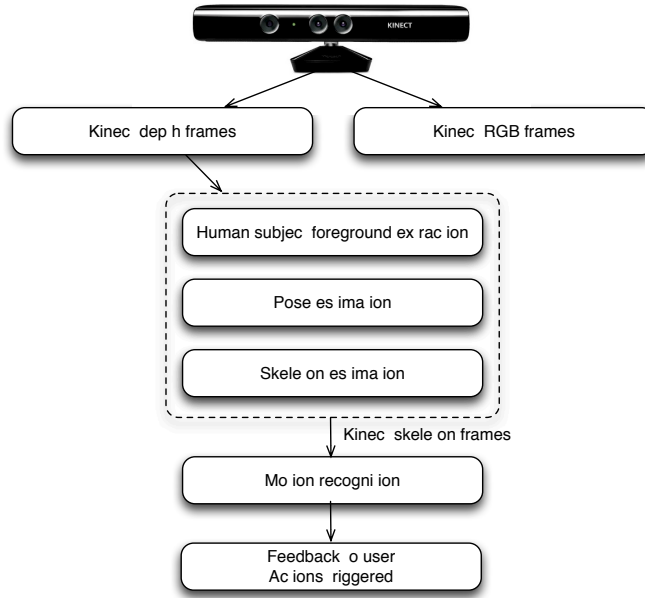 KINECT
Kinec dep h frames
Kinec RGB frames
Human subjec foreground ex rac ion
Pose es ima ion
Skele on es ima ion
Kinec skele on frames
Mo ion recogni ion
Feedback o user
Ac ions riggered